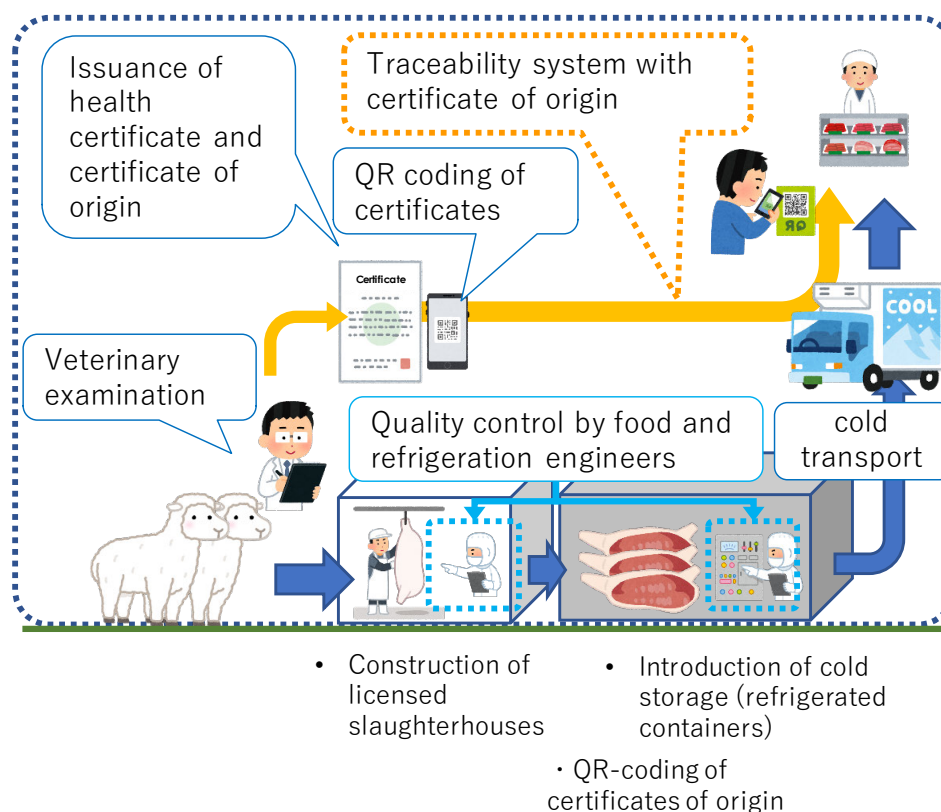 Issuance of
health
certificate and
certificate of
origin
Traceability system with
certificate of origin
QR coding of
certificates
QR
Certificate
COOL
Veterinary
examination
Quality control by food and
refrigeration engineers
cold
transport
• Construction of
licensed
slaughterhouses
• Introduction of cold
storage (refrigerated
containers)
・QR-coding of
certificates of origin